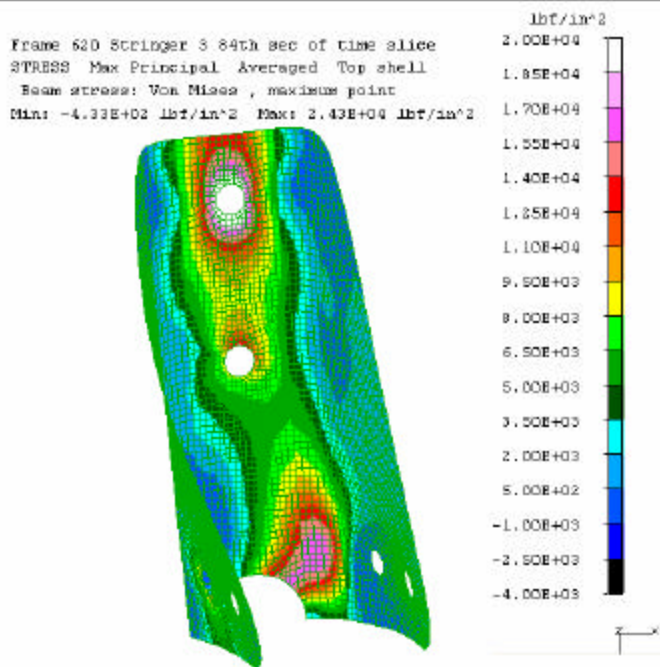 lbf/in^2
Frame 620 Stringer 3 84th sec of time slice
STRESS Max Principal Averaged Top shell
Beam stress: Von Mises , maximum point
Min: -4.33E+02 lbf/in^2 Max: 2.43E+04 lbf/in^2
2.00E+04
1.85E+04
1.70E+04
1.55E+04
1.40E+04
1.25E+04
1.10E+04
9.50E+03
8.00E+03
6.50E+03
5.00E+03
3.50E+03
2.00E+03
5.00E+02
-1.00E+03
-2.50E+03
-4.00E+03
Z
X